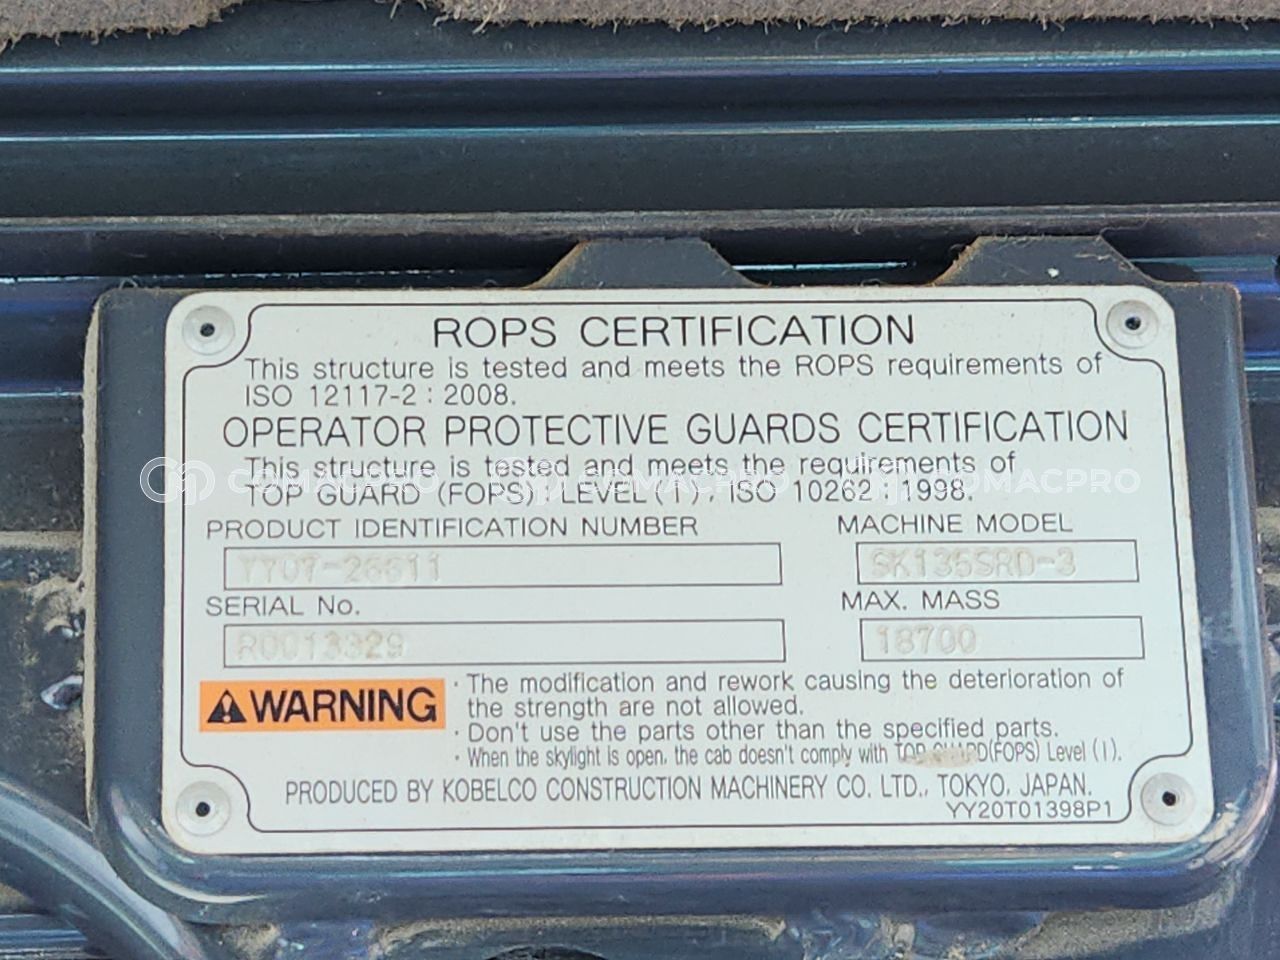 ROPS CERTIFICATION
This structure is tested and meets the ROPS requirements of
ISO 12117-2 : 2008.
OPERATOR PROTECTIVE GUARDS CERTIFICATION
This structure is tested and meets the requirements of
TOP GUARD (FOPS), LEVEL (I), ISO 10262 : 1998.
COMACPRO COMACPRO COMACPRO
PRODUCT IDENTIFICATION NUMBER
YY07-26611
MACHINE MODEL
SK135SRD-3
SERIAL No.
R0013329
MAX. MASS
18700
WARNING
· The modification and rework causing the deterioration of
the strength are not allowed.
· Don't use the parts other than the specified parts.
· When the skylight is open, the cab doesn't comply with TOP GUARD(FOPS) Level (I).
PRODUCED BY KOBELCO CONSTRUCTION MACHINERY CO. LTD., TOKYO, JAPAN.
YY20T01398P1